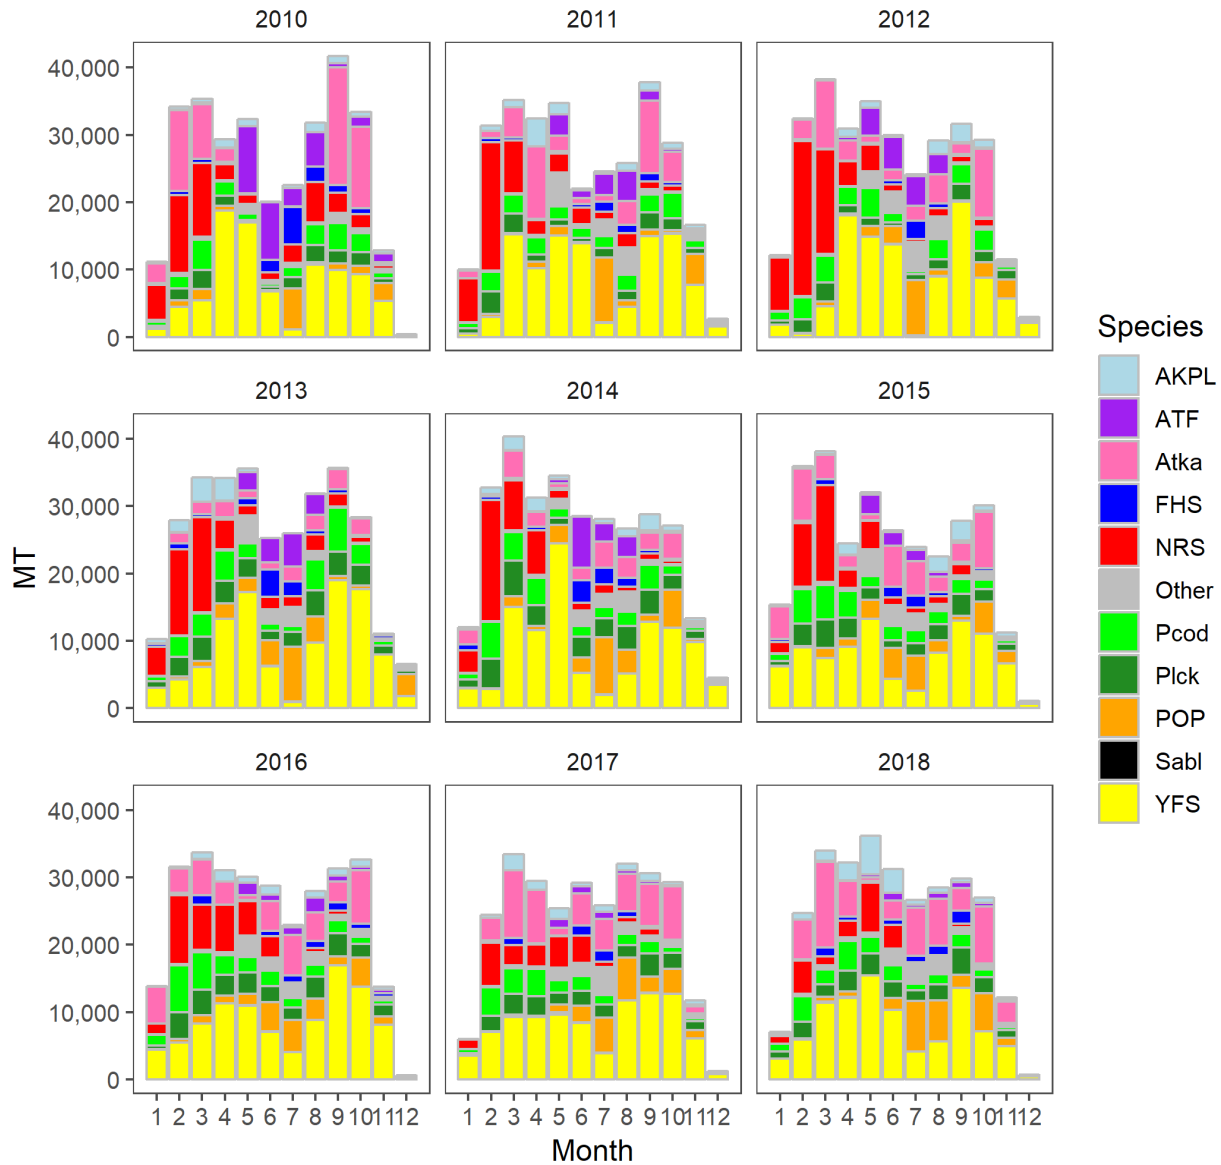 2010 2011 2012
40,000
30,000
20,000
10,000
0
2013 2014 2015
40,000
30,000
20,000
10,000
0
2016 2017 2018
40,000
30,000
20,000
10,000
0
1 2 3 4 5 6 7 8 9 10 11 12
1 2 3 4 5 6 7 8 9 10 11 12
1 2 3 4 5 6 7 8 9 10 11 12
MT
Month
Species
AKPL
ATF
Atka
FHS
NRS
Other
Pcod
Plck
POP
Sabl
YFS